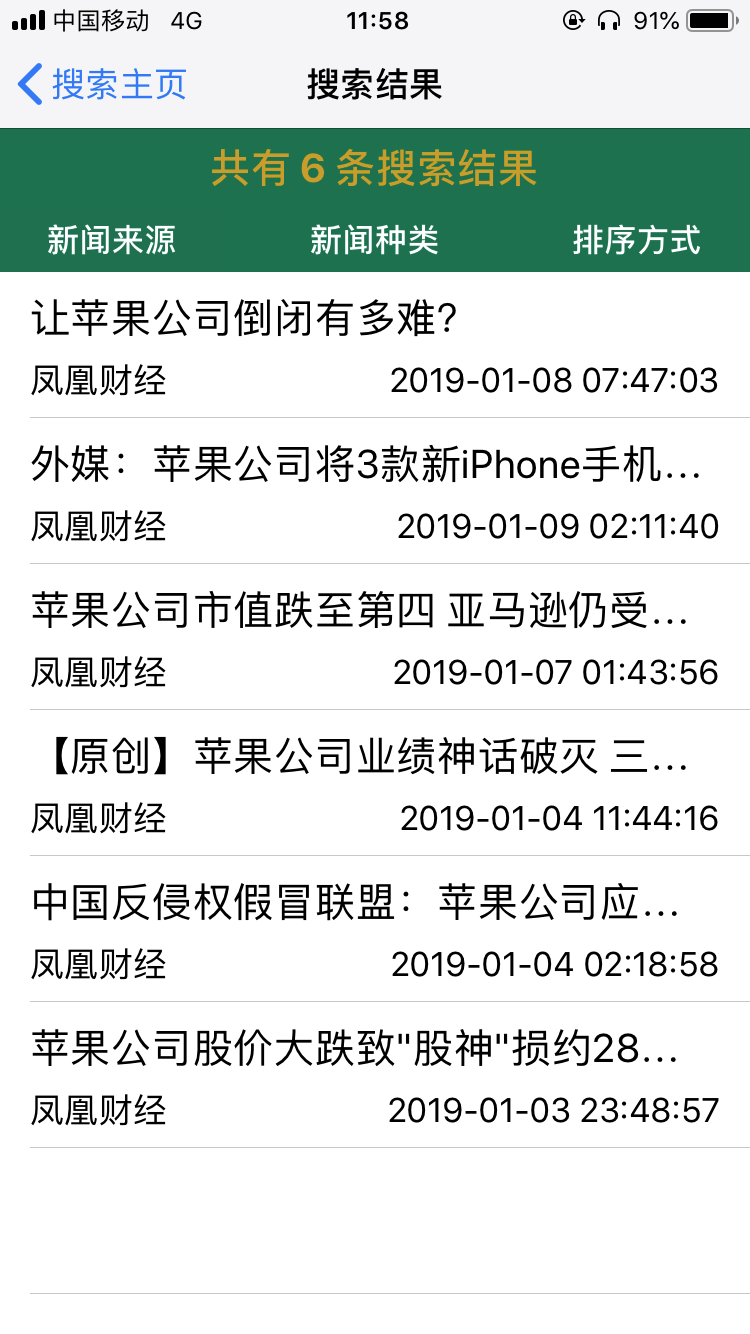 中国移动 4G 11:58 91%
搜索主页 搜索结果
共有 6 条搜索结果
新闻来源 新闻种类 排序方式
让苹果公司倒闭有多难?
凤凰财经 2019-01-08 07:47:03
外媒：苹果公司将3款新iPhone手机...
凤凰财经 2019-01-09 02:11:40
苹果公司市值跌至第四 亚马逊仍受...
凤凰财经 2019-01-07 01:43:56
【原创】苹果公司业绩神话破灭 三...
凤凰财经 2019-01-04 11:44:16
中国反侵权假冒联盟：苹果公司应...
凤凰财经 2019-01-04 02:18:58
苹果公司股价大跌致"股神"损约28...
凤凰财经 2019-01-03 23:48:57